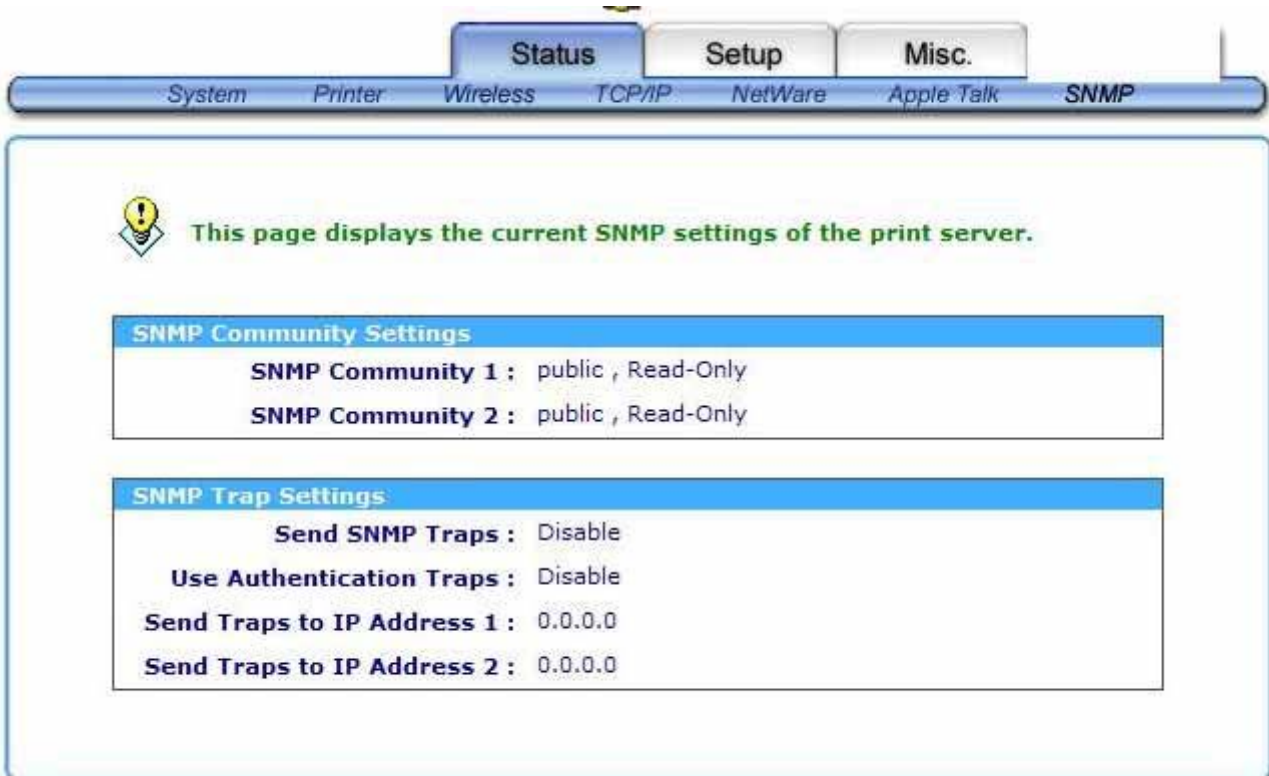 Status Setup Misc.
System Printer Wireless TCP/IP NetWare Apple Talk SNMP
This page displays the current SNMP settings of the print server.
SNMP Community Settings
SNMP Community 1 : public , Read-Only
SNMP Community 2 : public , Read-Only
SNMP Trap Settings
Send SNMP Traps : Disable
Use Authentication Traps : Disable
Send Traps to IP Address 1 : 0.0.0.0
Send Traps to IP Address 2 : 0.0.0.0